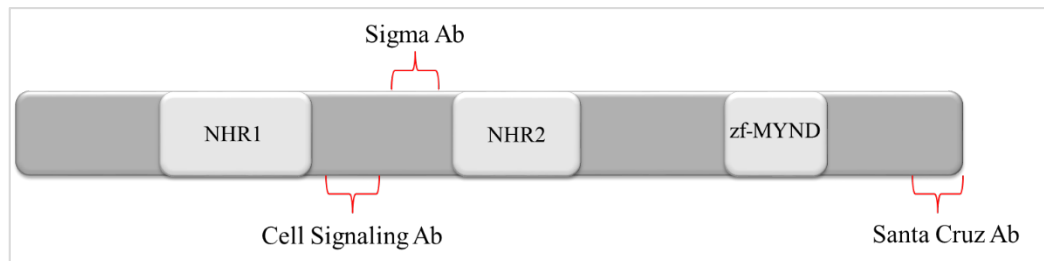 Sigma Ab
NHR1
NHR2
zf-MYND
Cell Signaling Ab
Santa Cruz Ab